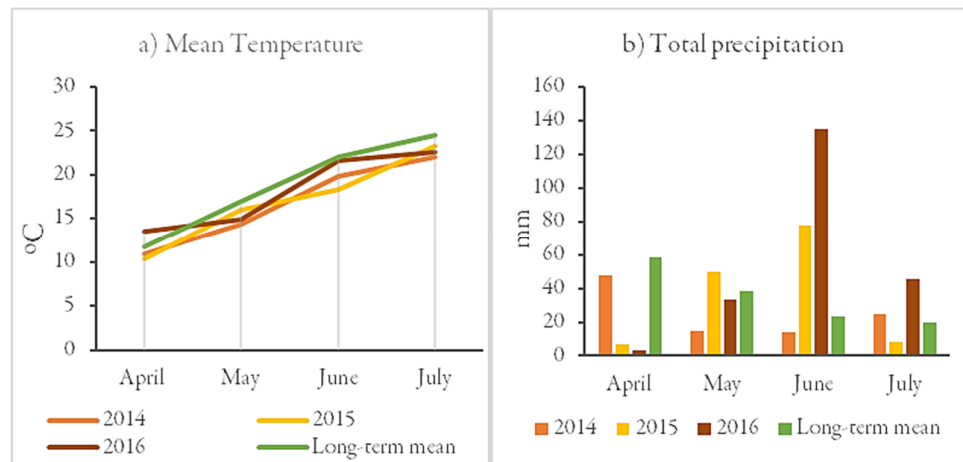 a) Mean Temperature
30
25
20
15
10
5
0
ºC
April May June July
2014 2015
2016 Long-term mean
b) Total precipitation
160
140
120
100
80
60
40
20
0
mm
April May June July
2014 2015 2016 Long-term mean